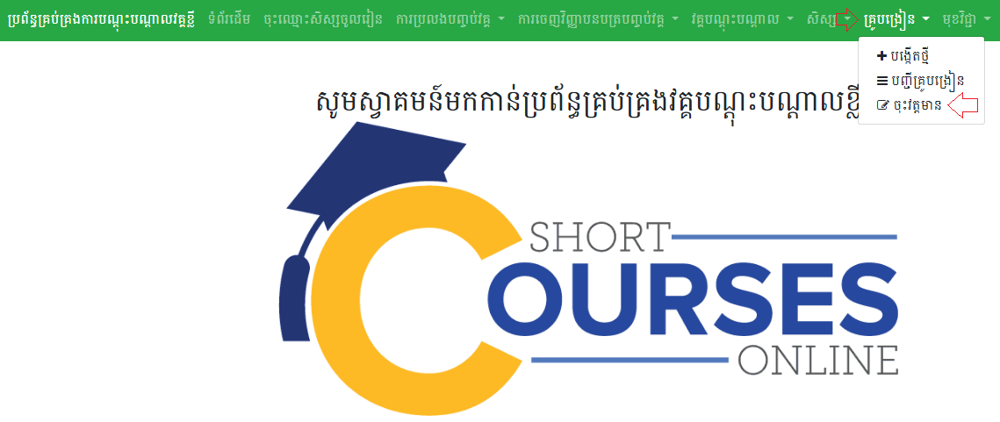 ប្រព័ន្ធគ្រប់គ្រងការបណ្តុះបណ្តាលវគ្គខ្លី ទំព័រដើម ចុះឈ្មោះសិស្សចូលរៀន ការប្រលងបញ្ចប់វគ្គ ការចេញវិញ្ញាបនបត្របញ្ចប់វគ្គ វគ្គបណ្តុះបណ្តាល សិស្ស គ្រូបង្រៀន មុខវិជ្ជា
បង្កើតថ្មី
បញ្ជីគ្រូបង្រៀន
ចុះវត្តមាន
សូមស្វាគមន៍មកកាន់ប្រព័ន្ធគ្រប់គ្រងវគ្គបណ្តុះបណ្តាលខ្លី
SHORT
COURSES
ONLINE